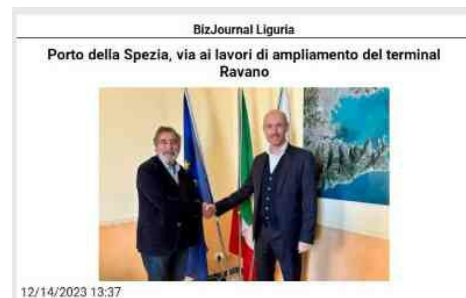 BizJournal Liguria
Porto della Spezia, via ai lavori di ampliamento del terminal
Ravano
12/14/2023 13:37